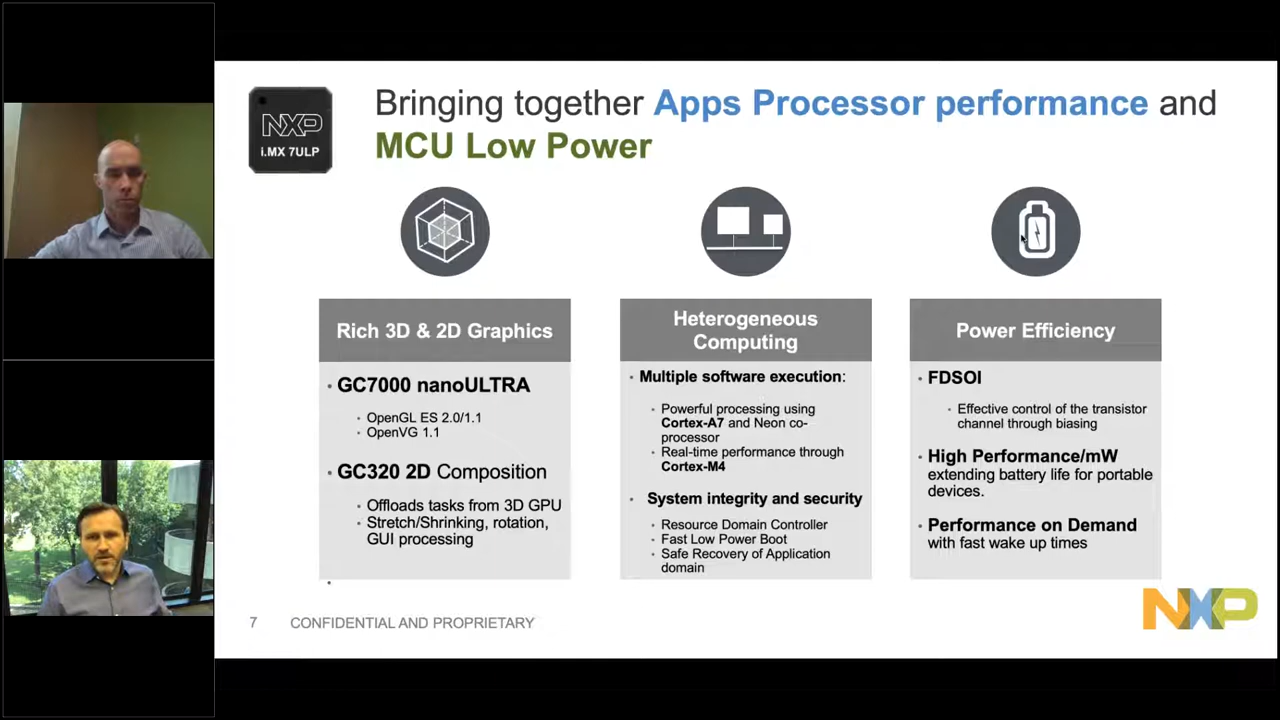 Bringing together Apps Processor performance and
MCU Low Power
NXP
i.MX 7ULP
Rich 3D & 2D Graphics
GC7000 nanoULTRA
OpenGL ES 2.0/1.1
OpenVG 1.1
GC320 2D Composition
Offloads tasks from 3D GPU
Stretch/Shrinking, rotation,
GUI processing
Heterogeneous
Computing
Multiple software execution:
Powerful processing using
Cortex-A7 and Neon co-
processor
Real-time performance through
Cortex-M4
System integrity and security
Resource Domain Controller
Fast Low Power Boot
Safe Recovery of Application
domain
Power Efficiency
FDSOI
Effective control of the transistor
channel through biasing
High Performance/mW
extending battery life for portable
devices.
Performance on Demand
with fast wake up times
7 CONFIDENTIAL AND PROPRIETARY
NXP